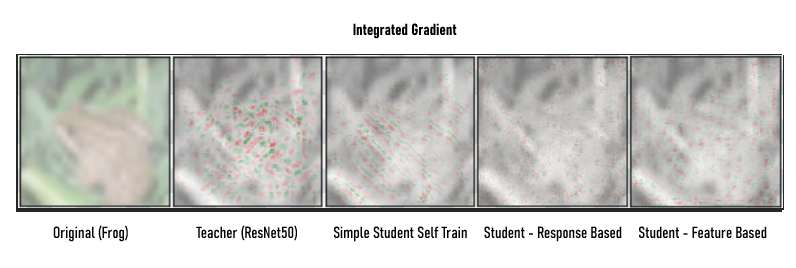 Integrated Gradient
Original (Frog)
Teacher (ResNet50)
Simple Student Self Train
Student - Response Based
Student - Feature Based